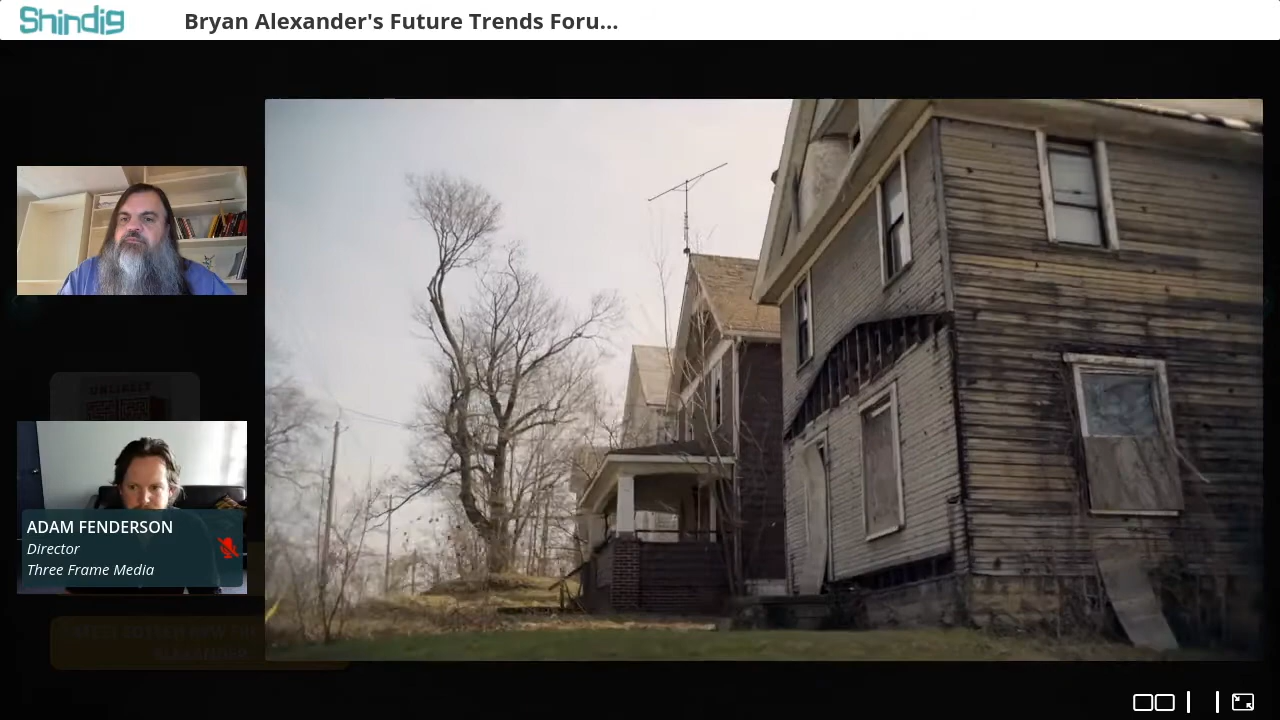 Shindig
Bryan Alexander's Future Trends Foru...
ADAM FENDERSON
Director
Three Frame Media